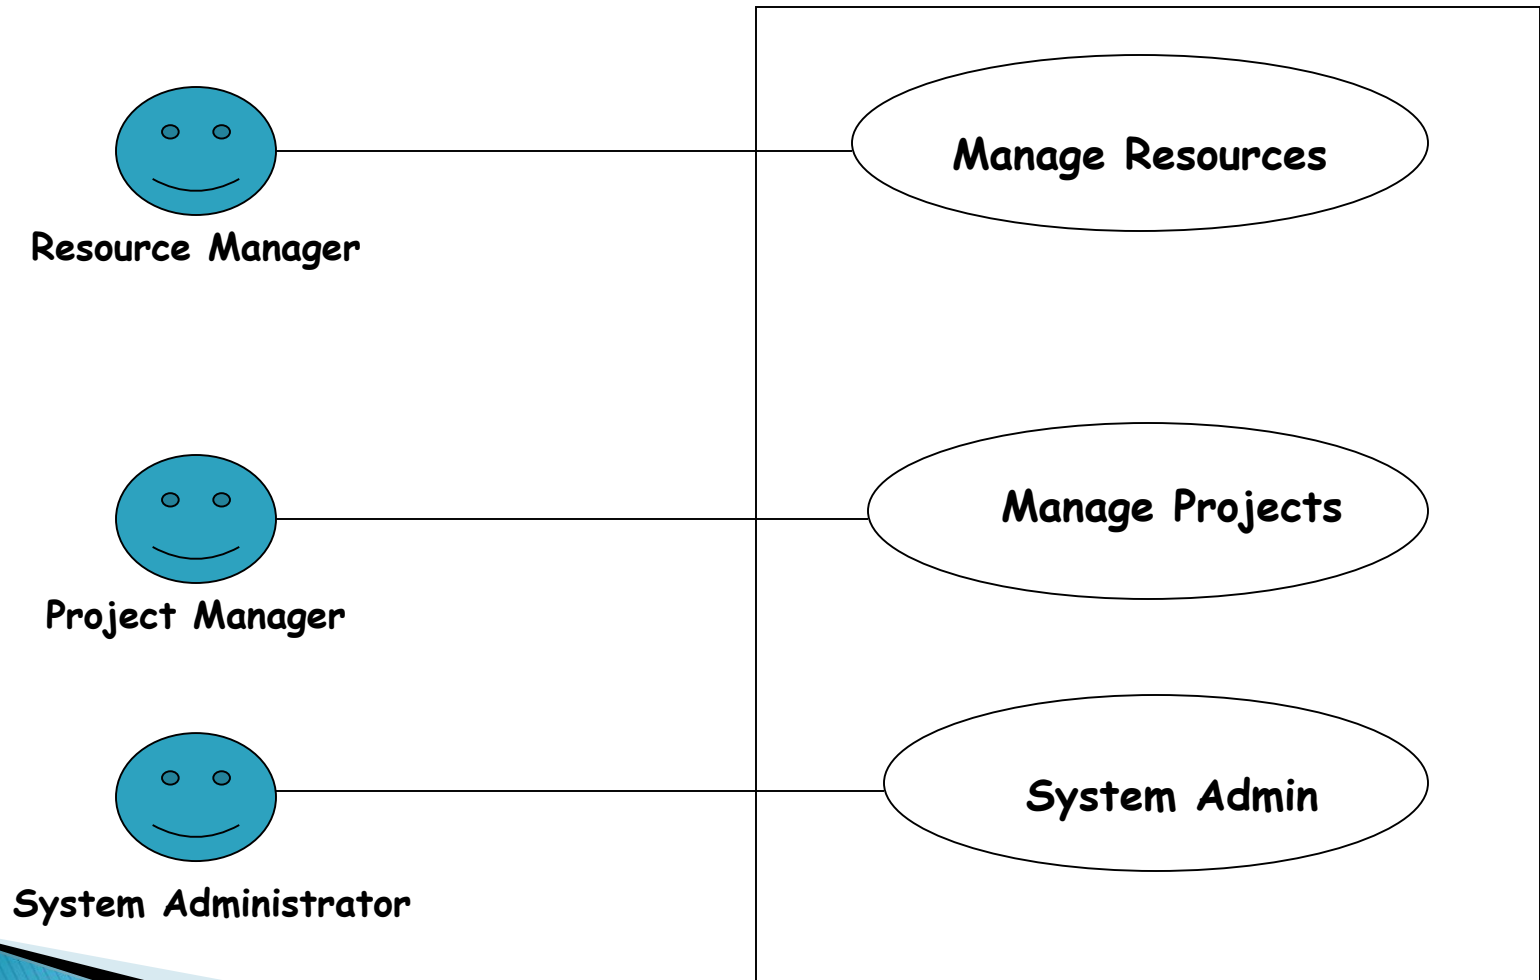 Manage Resources
Resource Manager
Manage Projects
Project Manager
System Admin
System Administrator